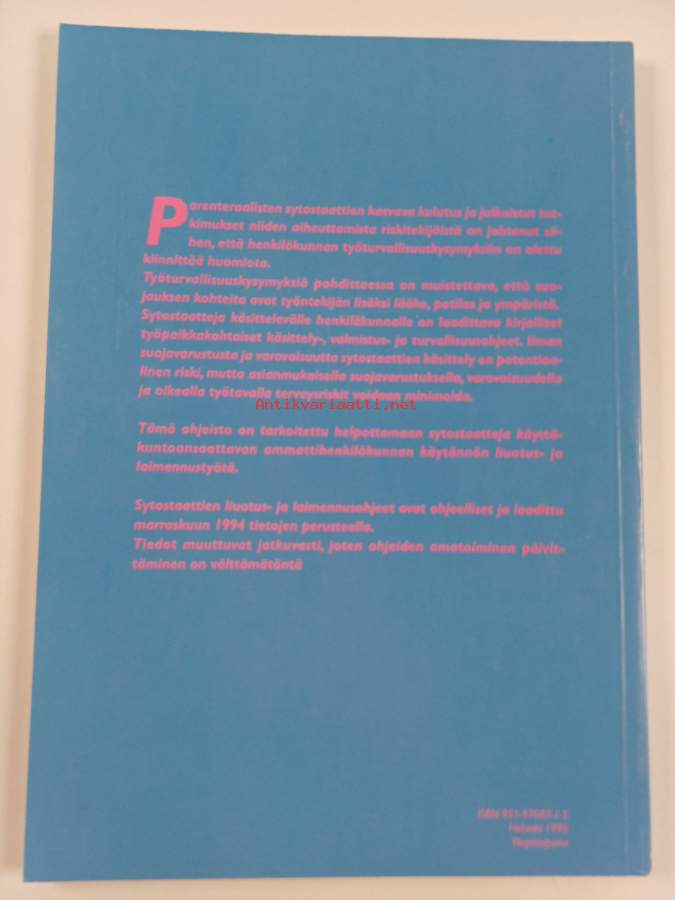 Parenteraalisten sytostaattien kasvava kulutus ja julkaistut tut-
kimukset niiden aiheuttamista riskitekijöistä on johtanut sii-
hen, että henkilökunnan työturvallisuuskysymyksiin on alettu
kiinnittää huomiota.
Työturvallisuuskysymyksiä pohdittaessa on muistettava, että suo-
jauksen kohteita ovat työntekijän lisäksi lääke, potilas ja ympäristö.
Sytostaatteja käsittelevälle henkilökunnalle on laadittava kirjalliset
työpaikkakohtaiset käsittely-, valmistus- ja turvallisuusohjeet. Ilman
suojavarustusta ja varovaisuutta sytostaattien käsittely on potentiaa-
linen riski, mutta asianmukaisella suojavarustuksella, varovaisuudella
ja oikealla työtavalla terveysriskit voidaan minimoida.
Antikvariaatti.net
Tämä ohjeisto on tarkoitettu helpottamaan sytostaatteja käyttö-
kuntoonsaattavan ammattihenkilökunnan käytännön liuotus- ja
laimennustyötä.
Sytostaattien liuotus- ja laimennusohjeet ovat ohjeelliset ja laadittu
marraskuun 1994 tietojen perusteella.
Tiedot muuttuvat jatkuvasti, joten ohjeiden omatoiminen päivit-
täminen on välttämätöntä
ISBN
Helsinki 1995
Yliopistopaino